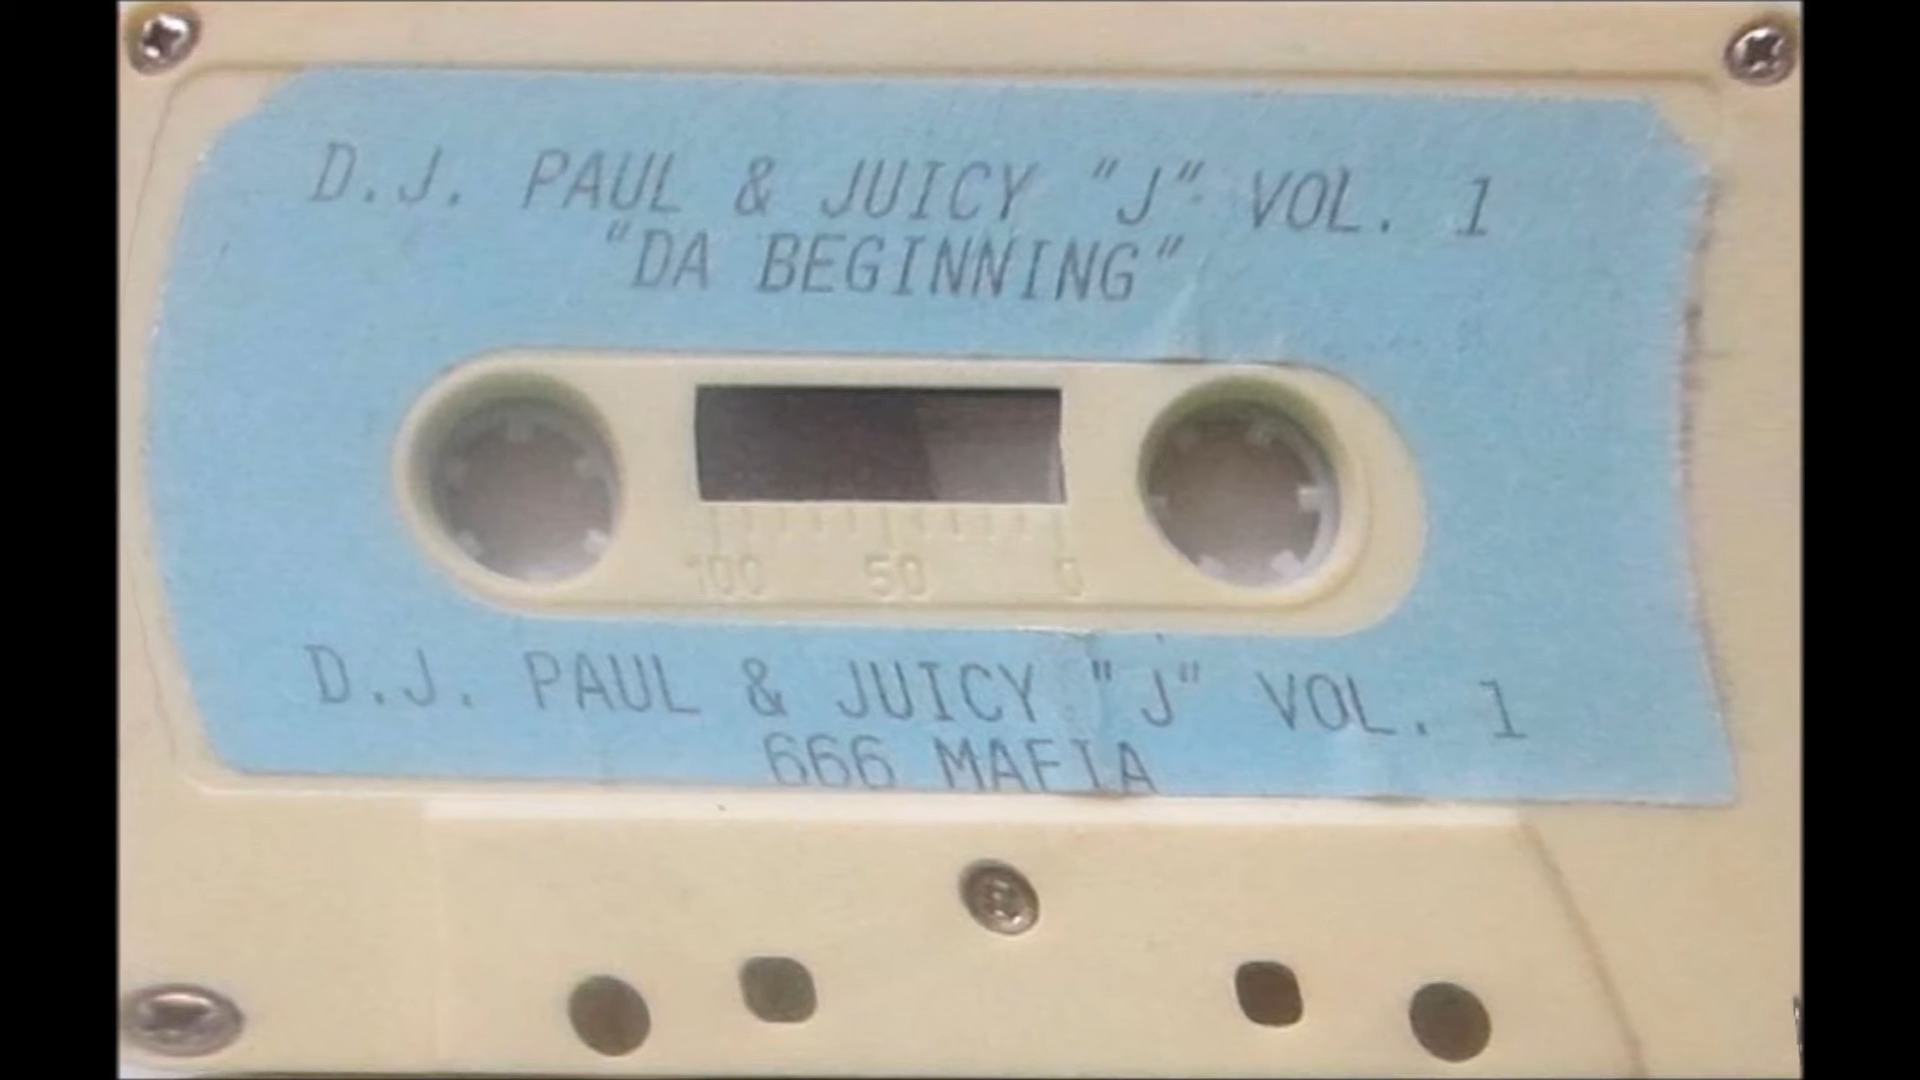 D.J. PAUL & JUICY "J" VOL. 1
"DA BEGINNING"
100 50 0
D.J. PAUL & JUICY "J" VOL. 1
666 MAFIA